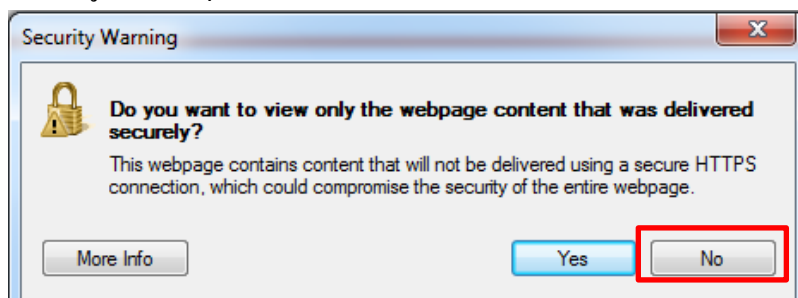 Security Warning
Do you want to view only the webpage content that was delivered
securely?
This webpage contains content that will not be delivered using a secure HTTPS
connection, which could compromise the security of the entire webpage.
More Info Yes No